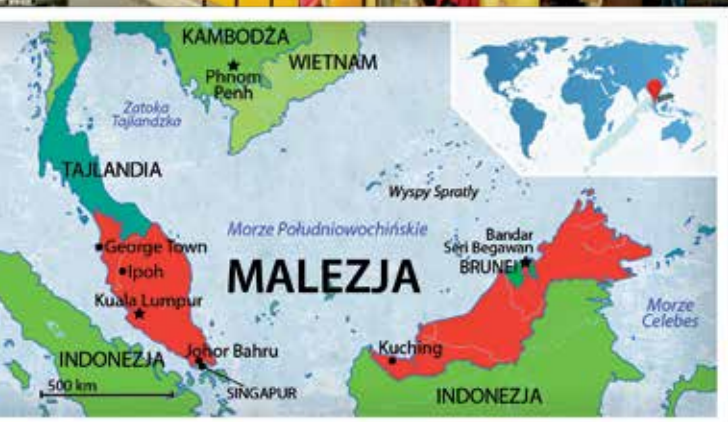 KAMBODŻA
WIETNAM
Phnom
Penh
Zatoka
Tajlandzka
TAJLANDIA
Wyspy Spratly
Morze Południowochińskie
George Town
Ipoh
Kuala Lumpur
MALEZJA
Bandar
Seri Begawan
BRUNEI
Morze
Celebes
INDONEZJA
Johor Bahru
Kuching
500 km
SINGAPUR
INDONEZJA